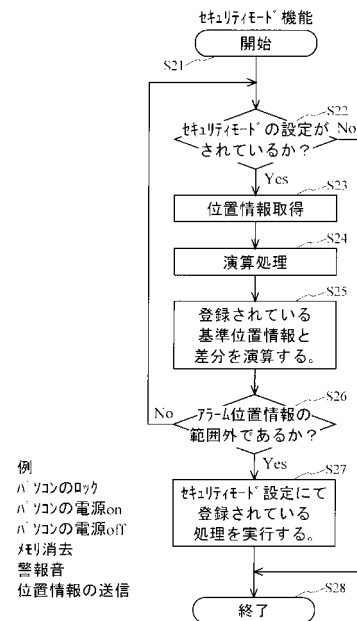 セキュリティモード機能
開始
S21
S22
セキュリティモードの設定が
されているか？
No
Yes
S23
位置情報取得
S24
演算処理
S25
登録されている
基準位置情報と
差分を演算する。
S26
No
アラーム位置情報の
範囲外であるか？
Yes
S27
セキュリティモード設定にて
登録されている
処理を実行する。
S28
終了
例
パソコンのロック
パソコンの電源on
パソコンの電源off
メモリ消去
警報音
位置情報の送信